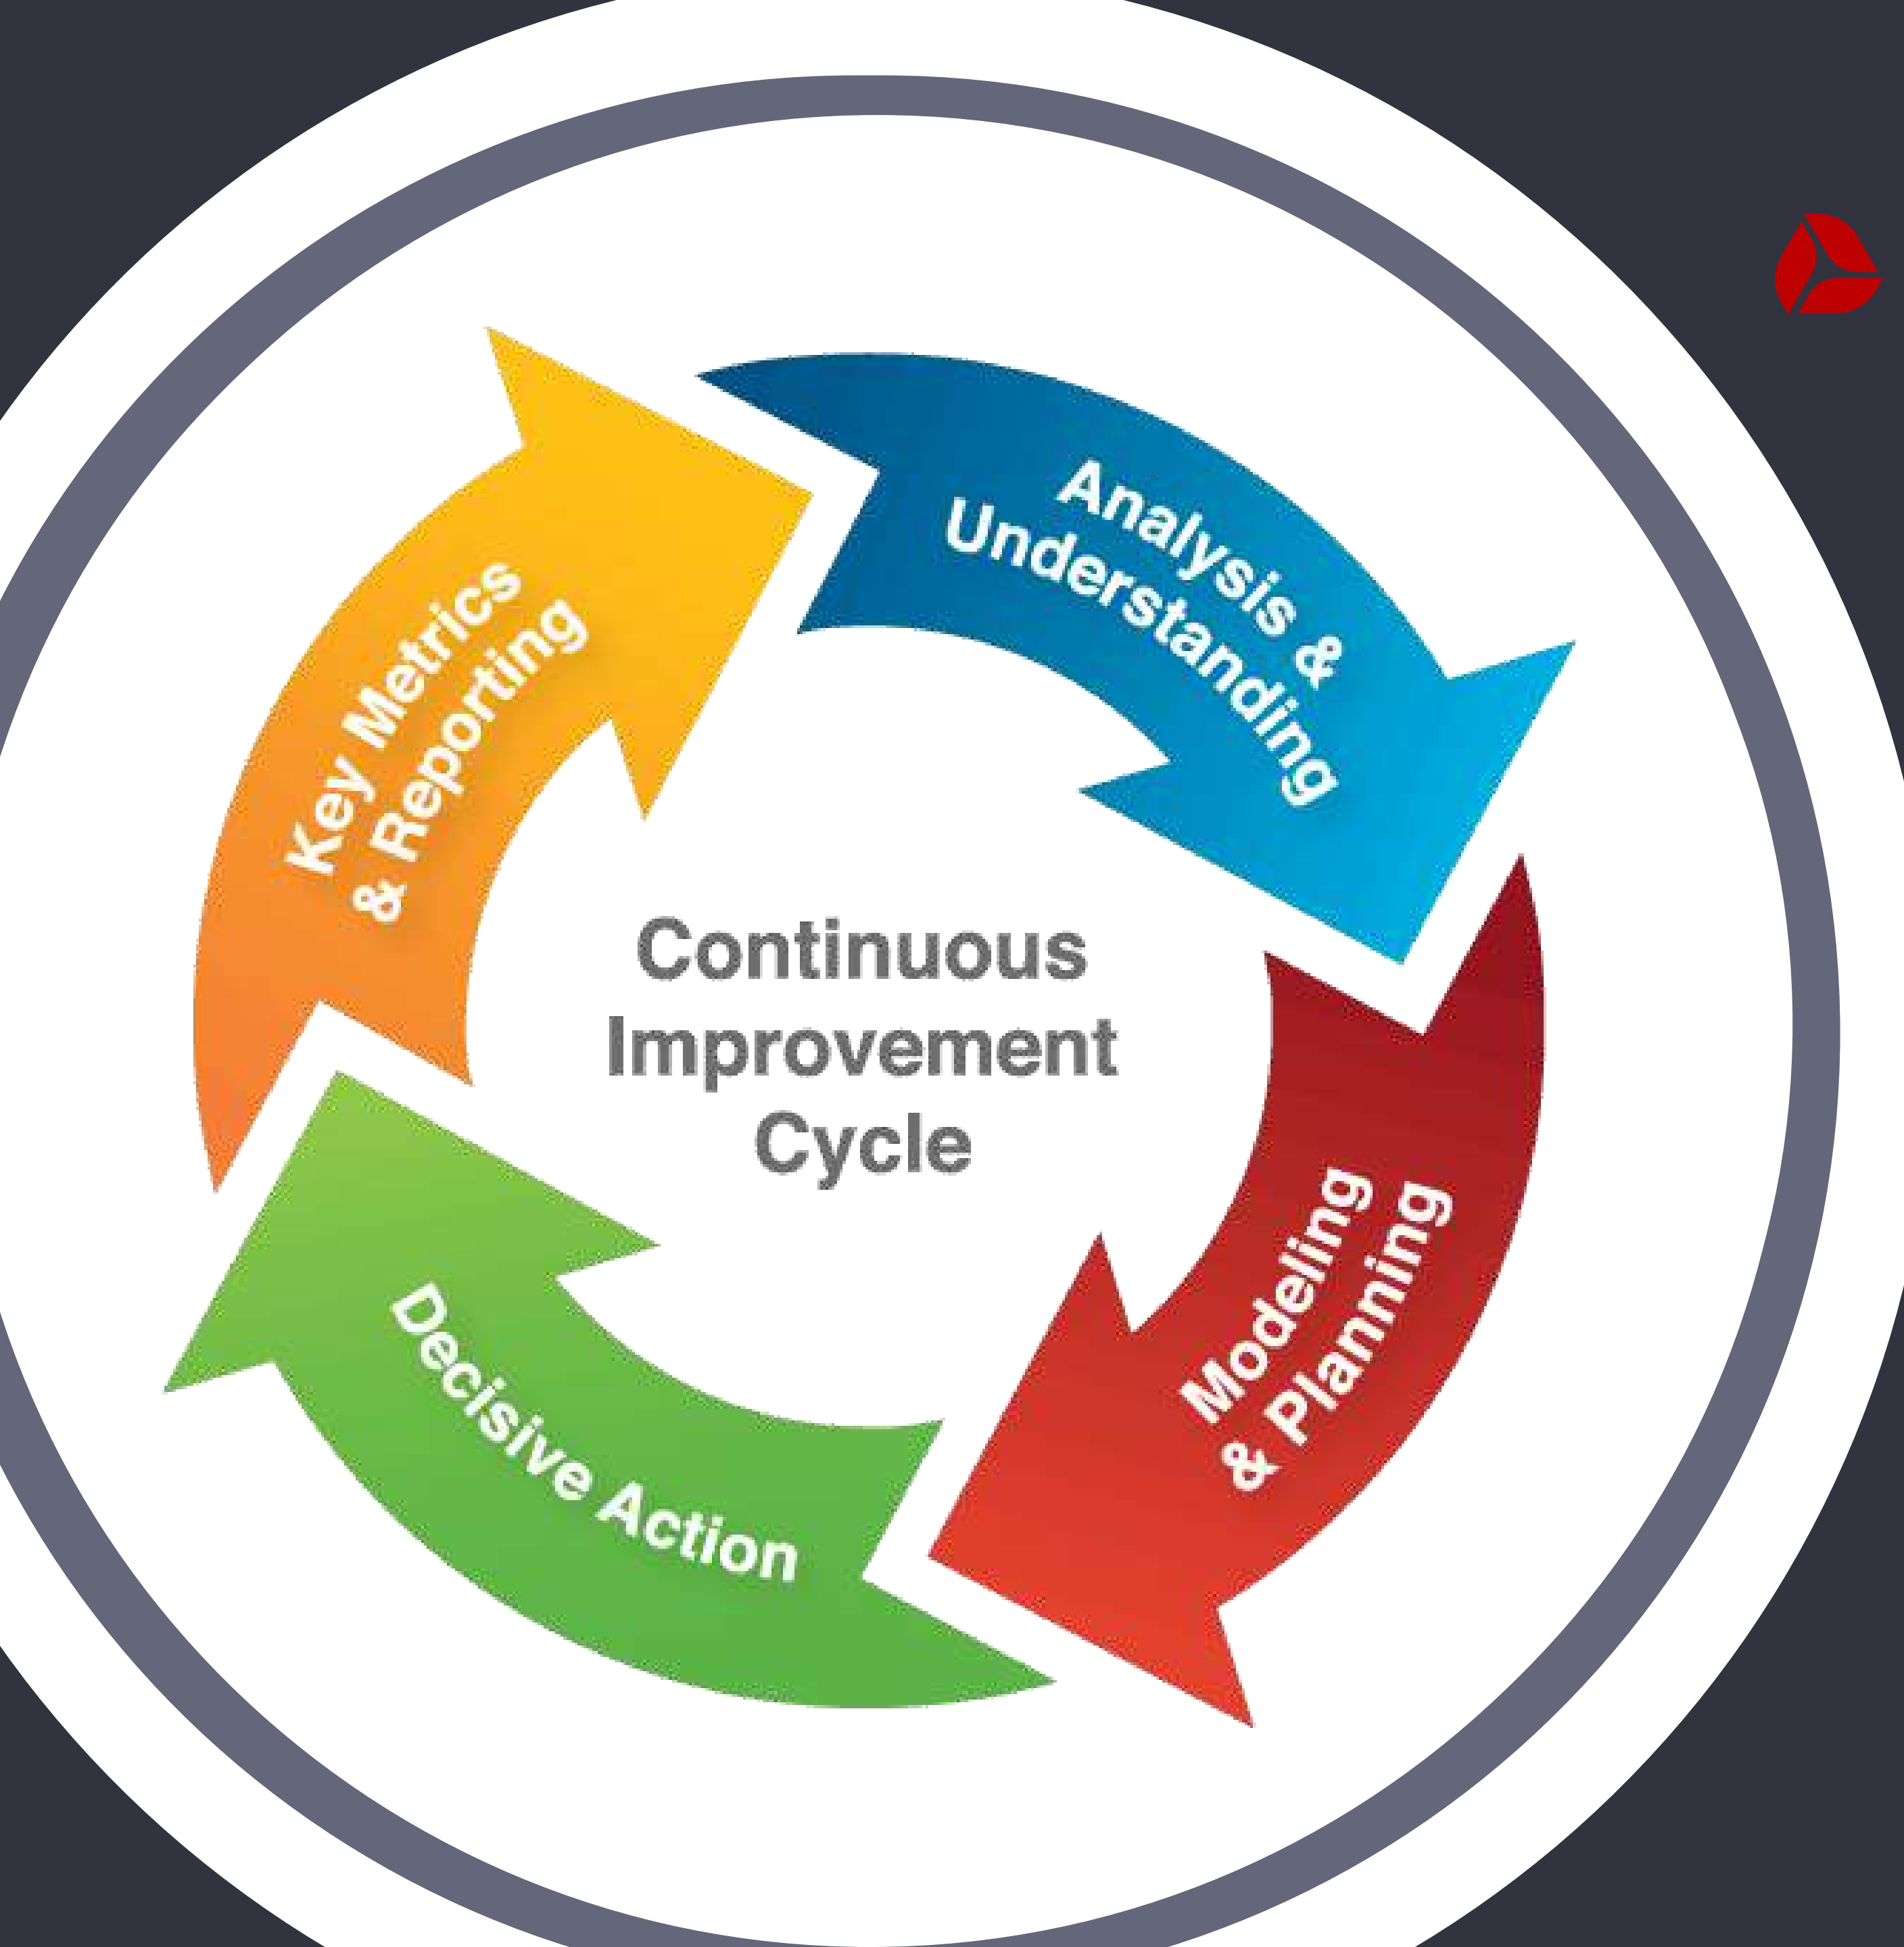 Analysis &
Understanding
Key Metrics
& Reporting
Continuous
Improvement
Cycle
Modeling
& Planning
Decisive Action